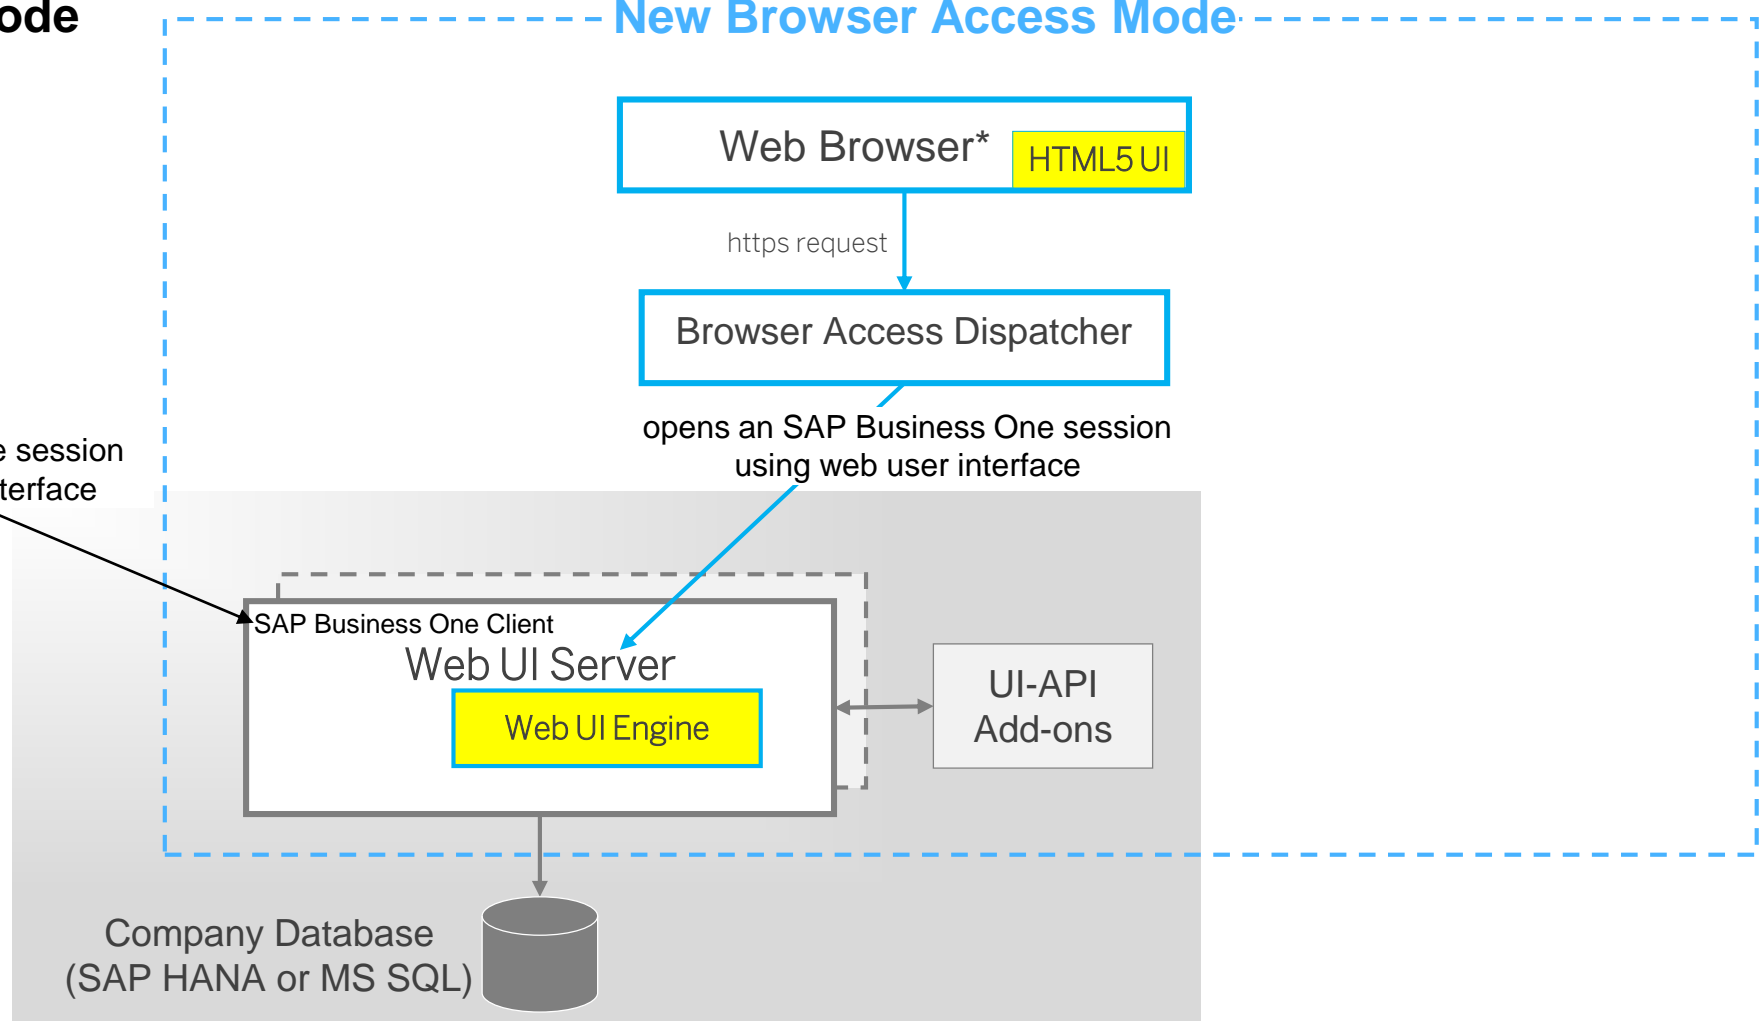 ode
New Browser Access Mode
Web Browser*
HTML5 UI
https request
Browser Access Dispatcher
opens an SAP Business One session
using web user interface
e session
terface
SAP Business One Client
Web UI Server
Web UI Engine
UI-API
Add-ons
Company Database
(SAP HANA or MS SQL)